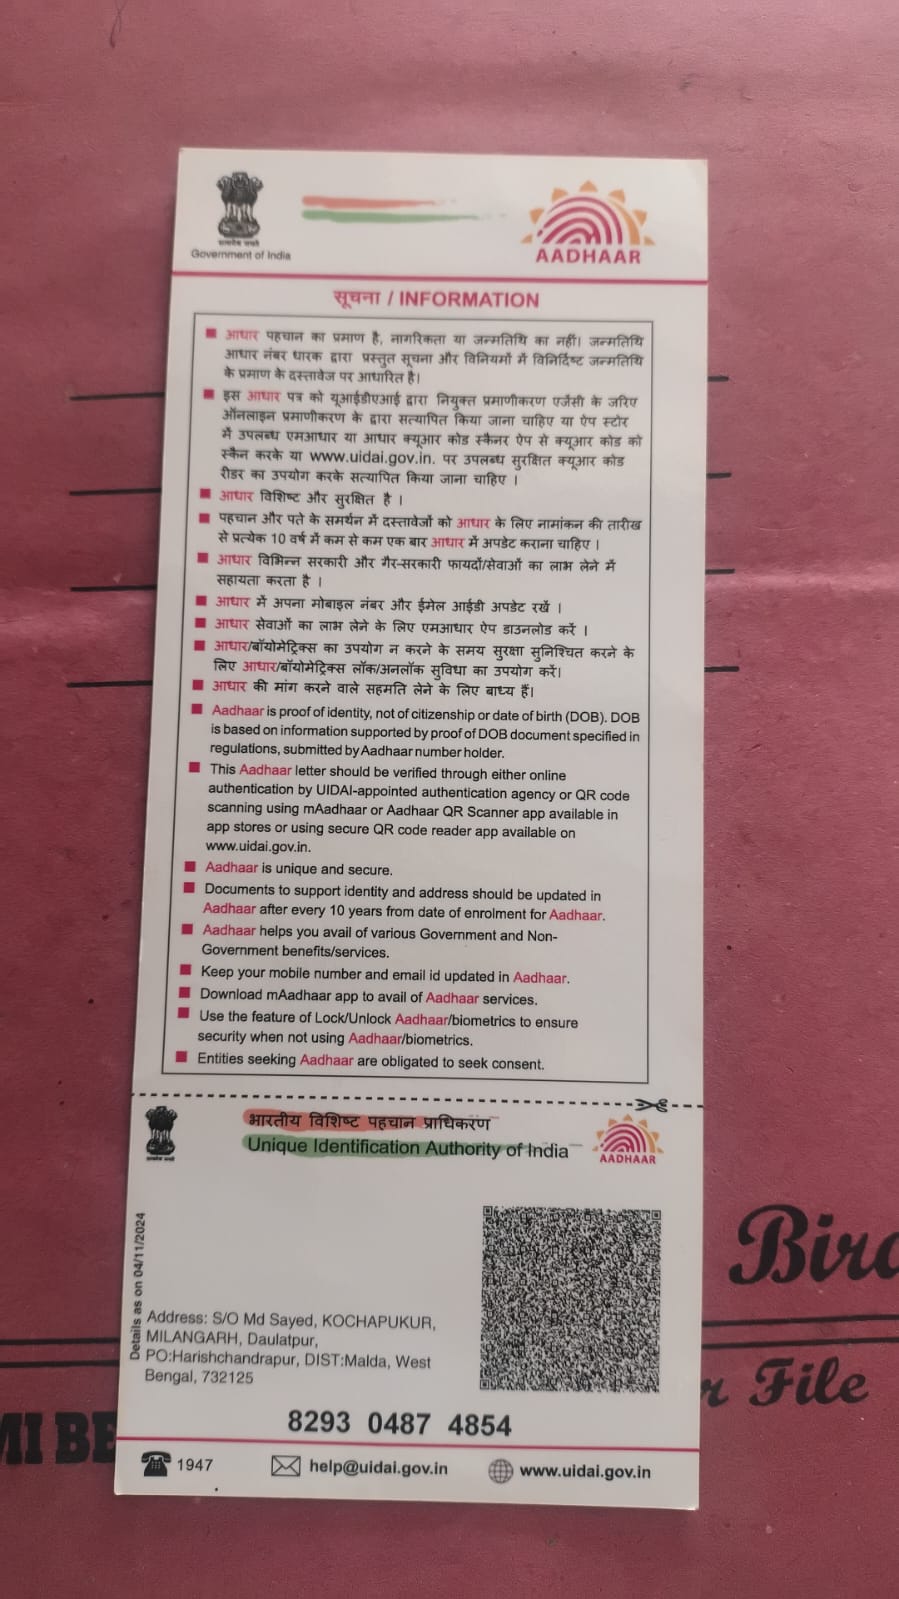 सत्यमेव जयते
Government of India
AADHAAR
सूचना / INFORMATION
■ आधार पहचान का प्रमाण है, नागरिकता या जन्मतिथि का नहीं। जन्मतिथि
आधार नंबर धारक द्वारा प्रस्तुत सूचना और विनियमों में विनिर्दिष्ट जन्मतिथि
के प्रमाण के दस्तावेज पर आधारित है।
■ इस आधार पत्र को यूआईडीएआई द्वारा नियुक्त प्रमाणीकरण एजेंसी के जरिए
ऑनलाइन प्रमाणीकरण के द्वारा सत्यापित किया जाना चाहिए या ऐप स्टोर
में उपलब्ध एमआधार या आधार क्यूआर कोड स्कैनर ऐप से क्यूआर कोड को
स्कैन करके या www.uidai.gov.in. पर उपलब्ध सुरक्षित क्यूआर कोड
रीडर का उपयोग करके सत्यापित किया जाना चाहिए ।
■ आधार विशिष्ट और सुरक्षित है ।
■ पहचान और पते के समर्थन में दस्तावेजों को आधार के लिए नामांकन की तारीख
से प्रत्येक 10 वर्ष में कम से कम एक बार आधार में अपडेट कराना चाहिए ।
■ आधार विभिन्न सरकारी और गैर-सरकारी फायदों/सेवाओं का लाभ लेने में
सहायता करता है ।
■ आधार में अपना मोबाइल नंबर और ईमेल आईडी अपडेट रखें ।
■ आधार सेवाओं का लाभ लेने के लिए एमआधार ऐप डाउनलोड करें ।
■ आधार/बॉयोमेट्रिक्स का उपयोग न करने के समय सुरक्षा सुनिश्चित करने के
लिए आधार/बॉयोमेट्रिक्स लॉक/अनलॉक सुविधा का उपयोग करें।
■ आधार की मांग करने वाले सहमति लेने के लिए बाध्य हैं।
■ Aadhaar is proof of identity, not of citizenship or date of birth (DOB). DOB
is based on information supported by proof of DOB document specified in
regulations, submitted by Aadhaar number holder.
■ This Aadhaar letter should be verified through either online
authentication by UIDAI-appointed authentication agency or QR code
scanning using mAadhaar or Aadhaar QR Scanner app available in
app stores or using secure QR code reader app available on
www.uidai.gov.in.
■ Aadhaar is unique and secure.
■ Documents to support identity and address should be updated in
Aadhaar after every 10 years from date of enrolment for Aadhaar.
■ Aadhaar helps you avail of various Government and Non-
Government benefits/services.
■ Keep your mobile number and email id updated in Aadhaar.
■ Download mAadhaar app to avail of Aadhaar services.
■ Use the feature of Lock/Unlock Aadhaar/biometrics to ensure
security when not using Aadhaar/biometrics.
■ Entities seeking Aadhaar are obligated to seek consent.
भारतीय विशिष्ट पहचान प्राधिकरण
Unique Identification Authority of India
AADHAAR
Details as on 04/11/2024
Address: S/O Md Sayed, KOCHAPUKUR,
MILANGARH, Daulatpur,
PO:Harishchandrapur, DIST:Malda, West
Bengal, 732125
8293 0487 4854
1947
help@uidai.gov.in
www.uidai.gov.in
File